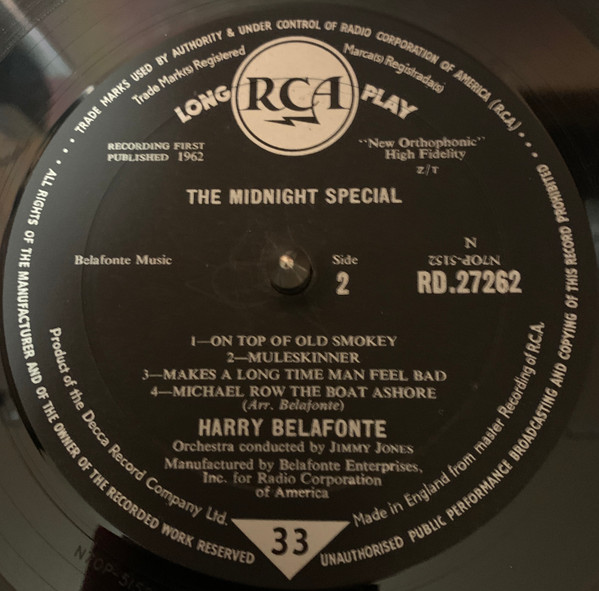 TRADE MARKS USED BY AUTHORITY & UNDER CONTROL OF RADIO CORPORATION OF AMERICA (RCA)
Trade Mark(s) Registered
Marca(s) Registrada(s)
LONG RCA PLAY
RECORDING FIRST
PUBLISHED 1962
"New Orthophonic"
High Fidelity
Z/T
THE MIDNIGHT SPECIAL
Belafonte Music
Side
2
N
N7OP-5152
RD.27262
1—ON TOP OF OLD SMOKEY
2—MULESKINNER
3—MAKES A LONG TIME MAN FEEL BAD
4—MICHAEL ROW THE BOAT ASHORE
(Arr. Belafonte)
HARRY BELAFONTE
Orchestra conducted by JIMMY JONES
Manufactured by Belafonte Enterprises,
Inc. for Radio Corporation
of America
Product of the Decca Record Company Ltd.
33
Made in England from master Recording of R.C.A.
ALL RIGHTS OF THE MANUFACTURER AND OF THE OWNER OF THE RECORDED WORK RESERVED
UNAUTHORISED PUBLIC PERFORMANCE BROADCASTING AND COPYING OF THIS RECORD PROHIBITED